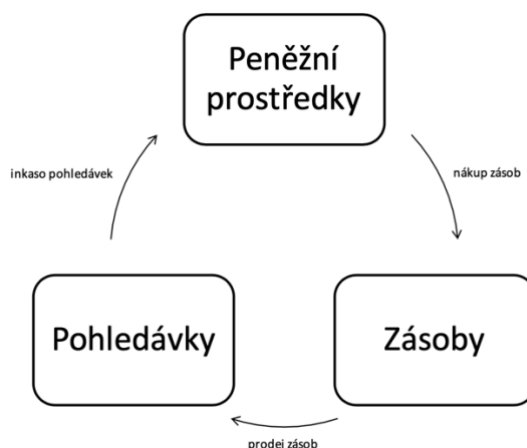 Peněžní
prostředky
inkaso pohledávek
nákup zásob
Pohledávky
Zásoby
prodej zásob